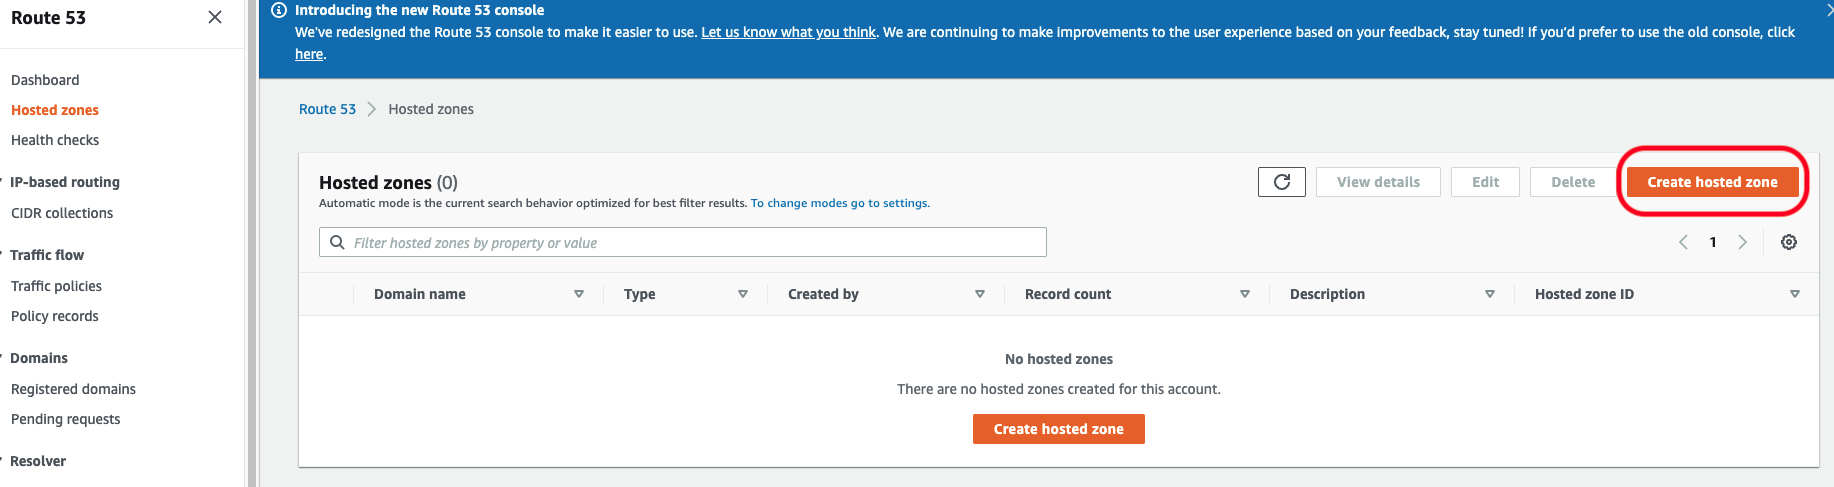 Route 53
Dashboard
Hosted zones
Health checks
IP-based routing
CIDR collections
Traffic flow
Traffic policies
Policy records
Domains
Registered domains
Pending requests
Resolver
Introducing the new Route 53 console
We've redesigned the Route 53 console to make it easier to use. Let us know what you think. We are continuing to make improvements to the user experience based on your feedback, stay tuned! If you'd prefer to use the old console, click
here.
Route 53 Hosted zones
Hosted zones (0)
Automatic mode is the current search behavior optimized for best filter results. To change modes go to settings.
View details Edit Delete Create hosted zone
Filter hosted zones by property or value
1
Domain name Type Created by Record count Description Hosted zone ID
No hosted zones
There are no hosted zones created for this account.
Create hosted zone